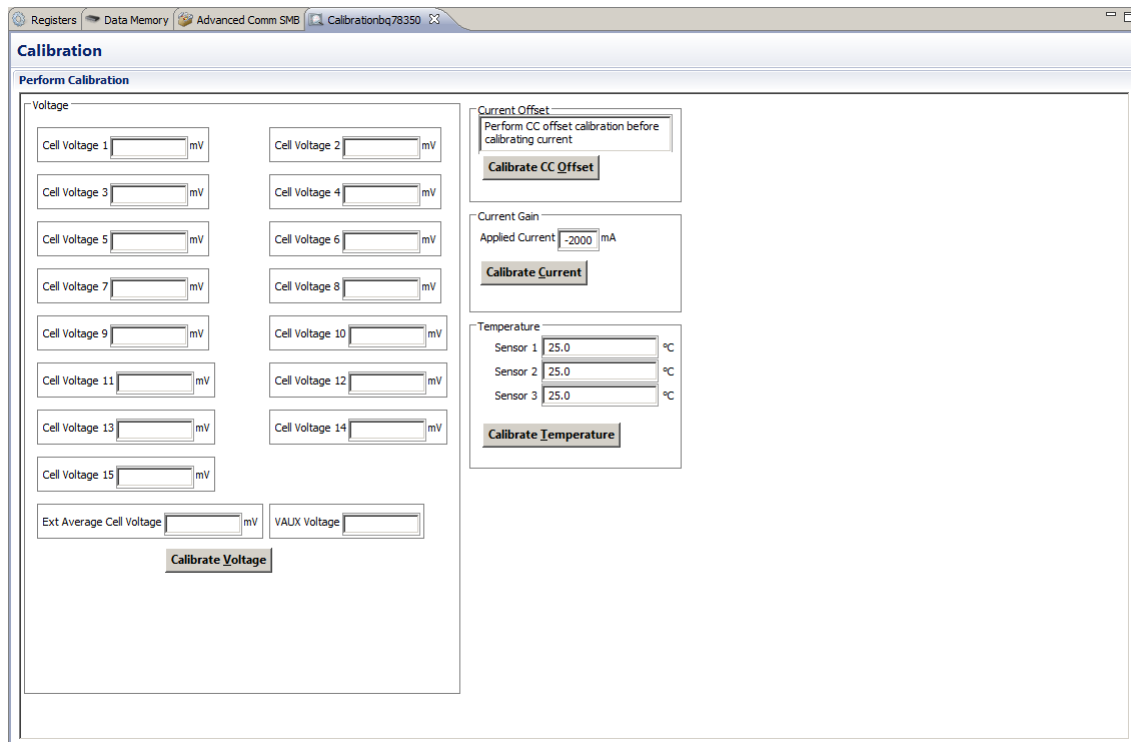 Registers Data Memory Advanced Comm SMB Calibrationbq78350
Calibration
Perform Calibration
Voltage
Cell Voltage 1 mV Cell Voltage 2 mV
Cell Voltage 3 mV Cell Voltage 4 mV
Cell Voltage 5 mV Cell Voltage 6 mV
Cell Voltage 7 mV Cell Voltage 8 mV
Cell Voltage 9 mV Cell Voltage 10 mV
Cell Voltage 11 mV Cell Voltage 12 mV
Cell Voltage 13 mV Cell Voltage 14 mV
Cell Voltage 15 mV
Ext Average Cell Voltage mV VAUX Voltage
Calibrate Voltage
Current Offset
Perform CC offset calibration before
calibrating current
Calibrate CC Offset
Current Gain
Applied Current -2000 mA
Calibrate Current
Temperature
Sensor 1 25.0 ºC
Sensor 2 25.0 ºC
Sensor 3 25.0 ºC
Calibrate Temperature